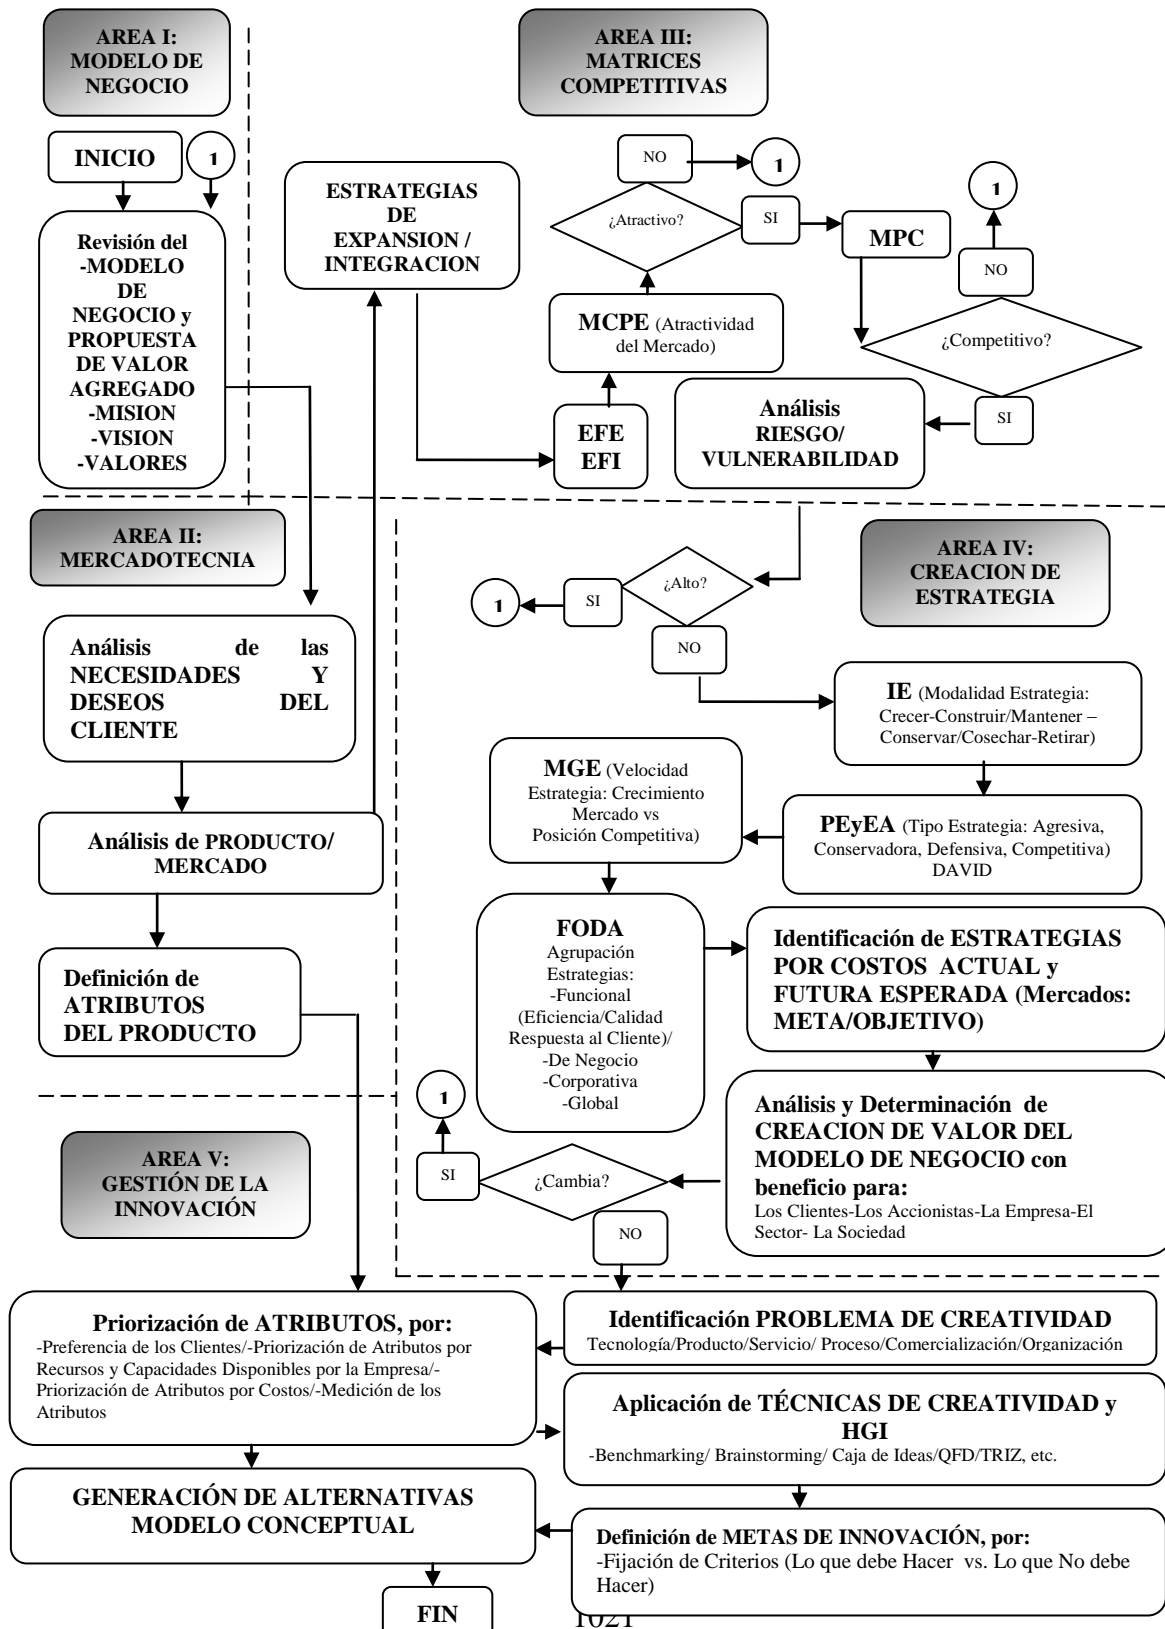 AREA I:
MODELO DE
NEGOCIO
INICIO
1
Revisión del
-MODELO
DE
NEGOCIO y
PROPUESTA
DE VALOR
AGREGADO
-MISION
-VISION
-VALORES
AREA III:
MATRICES
COMPETITIVAS
ESTRATEGIAS
DE
EXPANSION /
INTEGRACION
NO
1
¿Atractivo?
SI
MPC
1
NO
MCPE (Atractividad
del Mercado)
¿Competitivo?
EFE
EFI
Análisis
RIESGO/
VULNERABILIDAD
SI
AREA II:
MERCADOTECNIA
Análisis de las
NECESIDADES Y
DESEOS DEL
CLIENTE
Análisis de PRODUCTO/
MERCADO
Definición de
ATRIBUTOS
DEL PRODUCTO
AREA IV:
CREACION DE
ESTRATEGIA
1
SI
¿Alto?
NO
IE (Modalidad Estrategia:
Crecer-Construir/Mantener –
Conservar/Cosechar-Retirar)
MGE (Velocidad
Estrategia: Crecimiento
Mercado vs
Posición Competitiva)
PEyEA (Tipo Estrategia: Agresiva,
Conservadora, Defensiva, Competitiva)
DAVID
FODA
Agrupación
Estrategias:
-Funcional
(Eficiencia/Calidad
Respuesta al Cliente)/
-De Negocio
-Corporativa
-Global
Identificación de ESTRATEGIAS
POR COSTOS ACTUAL y
FUTURA ESPERADA (Mercados:
META/OBJETIVO)
Análisis y Determinación de
CREACION DE VALOR DEL
MODELO DE NEGOCIO con
beneficio para:
Los Clientes-Los Accionistas-La Empresa-El
Sector- La Sociedad
1
SI
¿Cambia?
NO
AREA V:
GESTIÓN DE LA
INNOVACIÓN
Priorización de ATRIBUTOS, por:
-Preferencia de los Clientes/-Priorización de Atributos por
Recursos y Capacidades Disponibles por la Empresa/-
Priorización de Atributos por Costos/-Medición de los
Atributos
Identificación PROBLEMA DE CREATIVIDAD
Tecnología/Producto/Servicio/ Proceso/Comercialización/Organización
Aplicación de TÉCNICAS DE CREATIVIDAD y
HGI
-Benchmarking/ Brainstorming/ Caja de Ideas/QFD/TRIZ, etc.
GENERACIÓN DE ALTERNATIVAS
MODELO CONCEPTUAL
Definición de METAS DE INNOVACIÓN, por:
-Fijación de Criterios (Lo que debe Hacer vs. Lo que No debe
Hacer)
FIN
1021